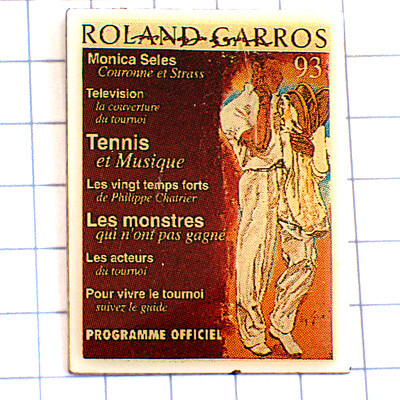 ROLAND GARROS
93
Monica Seles
Couronne et Strass
Television
la couverture
du tournoi
Tennis
et Musique
Les vingt temps forts
de Philippe Chatrier
Les monstres
qui n'ont pas gagné
Les acteurs
du tournoi
Pour vivre le tournoi
suivez le guide
PROGRAMME OFFICIEL